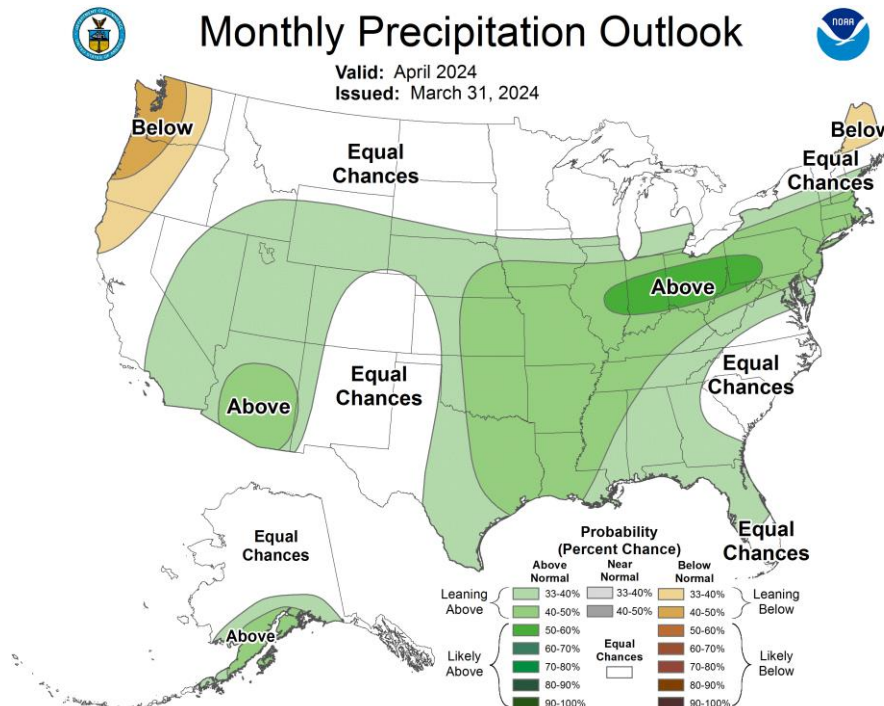 Monthly Precipitation Outlook
NOAA
Valid: April 2024
Issued: March 31, 2024
Below
Equal
Chances
Below
Equal
Chances
Above
Equal
Chances
Equal
Chances
Above
Equal
Chances
Equal
Chances
Above
Probability
(Percent Chance)
Above
Normal
Near
Normal
Below
Normal
Leaning
Above
33-40%
40-50%
33-40%
40-50%
33-40%
40-50%
Leaning
Below
Likely
Above
50-60%
60-70%
70-80%
80-90%
90-100%
Equal
Chances
50-60%
60-70%
70-80%
80-90%
90-100%
Likely
Below